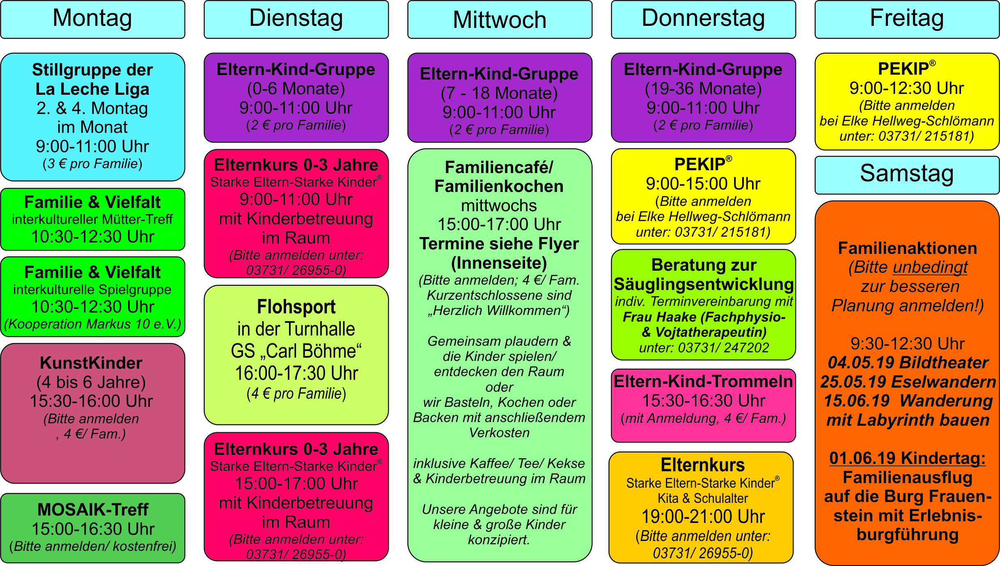 Montag
Stillgruppe der
La Leche Liga
2. & 4. Montag
im Monat
9:00-11:00 Uhr
(3 € pro Familie)
Familie & Vielfalt
interkultureller Mütter-Treff
10:30-12:30 Uhr
Familie & Vielfalt
interkulturelle Spielgruppe
10:30-12:30 Uhr
(Kooperation Markus 10 e.V.)
KunstKinder
(4 bis 6 Jahre)
15:30-16:00 Uhr
(Bitte anmelden
, 4 €/ Fam.)
MOSAIK-Treff
15:00-16:30 Uhr
(Bitte anmelden/ kostenfrei)
Dienstag
Eltern-Kind-Gruppe
(0-6 Monate)
9:00-11:00 Uhr
(2 € pro Familie)
Elternkurs 0-3 Jahre
Starke Eltern-Starke Kinder®
9:00-11:00 Uhr
mit Kinderbetreuung
im Raum
(Bitte anmelden unter:
03731/ 26955-0)
Flohsport
in der Turnhalle
GS „Carl Böhme“
16:00-17:30 Uhr
(4 € pro Familie)
Elternkurs 0-3 Jahre
Starke Eltern-Starke Kinder®
15:00-17:00 Uhr
mit Kinderbetreuung
im Raum
(Bitte anmelden unter:
03731/ 26955-0)
Mittwoch
Eltern-Kind-Gruppe
(7 - 18 Monate)
9:00-11:00 Uhr
(2 € pro Familie)
Familiencafé/
Familienkochen
mittwochs
15:00-17:00 Uhr
Termine siehe Flyer
(Innenseite)
(Bitte anmelden; 4 €/ Fam.
Kurzentschlossene sind
„Herzlich Willkommen“)
Gemeinsam plaudern &
die Kinder spielen/
entdecken den Raum
oder
wir Basteln, Kochen oder
Backen mit anschließendem
Verkosten
inklusive Kaffee/ Tee/ Kekse
& Kinderbetreuung im Raum
Unsere Angebote sind für
kleine & große Kinder
konzipiert.
Donnerstag
Eltern-Kind-Gruppe
(19-36 Monate)
9:00-11:00 Uhr
(2 € pro Familie)
PEKIP®
9:00-15:00 Uhr
(Bitte anmelden
bei Elke Hellweg-Schlömann
unter: 03731/ 215181)
Beratung zur
Säuglingsentwicklung
indiv. Terminvereinbarung mit
Frau Haake (Fachphysio-
& Vojtatherapeutin)
unter: 03731/ 247202
Eltern-Kind-Trommeln
15:30-16:30 Uhr
(mit Anmeldung, 4 €/ Fam.)
Elternkurs
Starke Eltern-Starke Kinder®
Kita & Schulalter
19:00-21:00 Uhr
(Bitte anmelden unter:
03731/ 26955-0)
Freitag
PEKIP®
9:00-12:30 Uhr
(Bitte anmelden
bei Elke Hellweg-Schlömann
unter: 03731/ 215181)
Samstag
Familienaktionen
(Bitte unbedingt
zur besseren
Planung anmelden!)
9:30-12:30 Uhr
04.05.19 Bildtheater
25.05.19 Eselwandern
15.06.19 Wanderung
mit Labyrinth bauen
01.06.19 Kindertag:
Familienausflug
auf die Burg Frauen-
stein mit Erlebnis-
burgführung